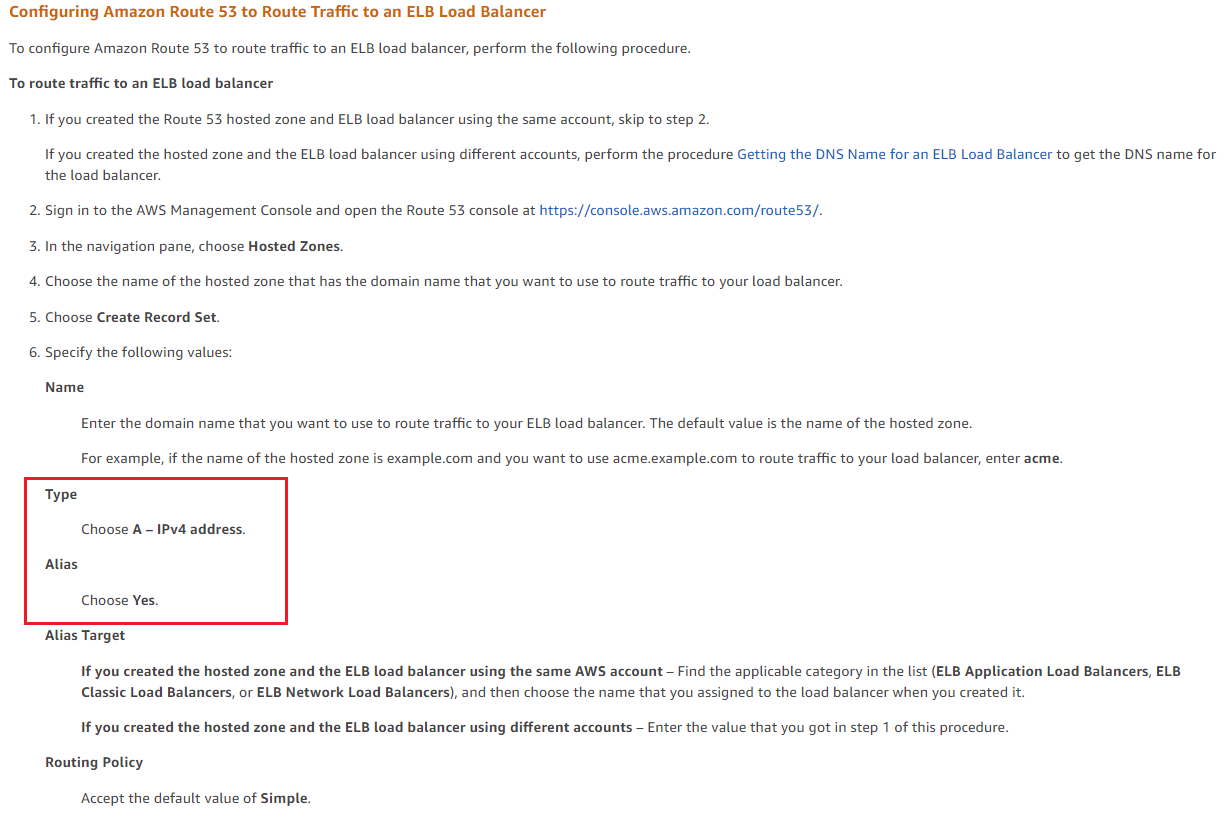 Configuring Amazon Route 53 to Route Traffic to an ELB Load Balancer
To configure Amazon Route 53 to route traffic to an ELB load balancer, perform the following procedure.
To route traffic to an ELB load balancer
1. If you created the Route 53 hosted zone and ELB load balancer using the same account, skip to step 2.
If you created the hosted zone and the ELB load balancer using different accounts, perform the procedure Getting the DNS Name for an ELB Load Balancer to get the DNS name for
the load balancer.
2. Sign in to the AWS Management Console and open the Route 53 console at https://console.aws.amazon.com/route53/.
3. In the navigation pane, choose Hosted Zones.
4. Choose the name of the hosted zone that has the domain name that you want to use to route traffic to your load balancer.
5. Choose Create Record Set.
6. Specify the following values:
Name
Enter the domain name that you want to use to route traffic to your ELB load balancer. The default value is the name of the hosted zone.
For example, if the name of the hosted zone is example.com and you want to use acme.example.com to route traffic to your load balancer, enter acme.
Type
Choose A – IPv4 address.
Alias
Choose Yes.
Alias Target
If you created the hosted zone and the ELB load balancer using the same AWS account – Find the applicable category in the list (ELB Application Load Balancers, ELB
Classic Load Balancers, or ELB Network Load Balancers), and then choose the name that you assigned to the load balancer when you created it.
If you created the hosted zone and the ELB load balancer using different accounts – Enter the value that you got in step 1 of this procedure.
Routing Policy
Accept the default value of Simple.